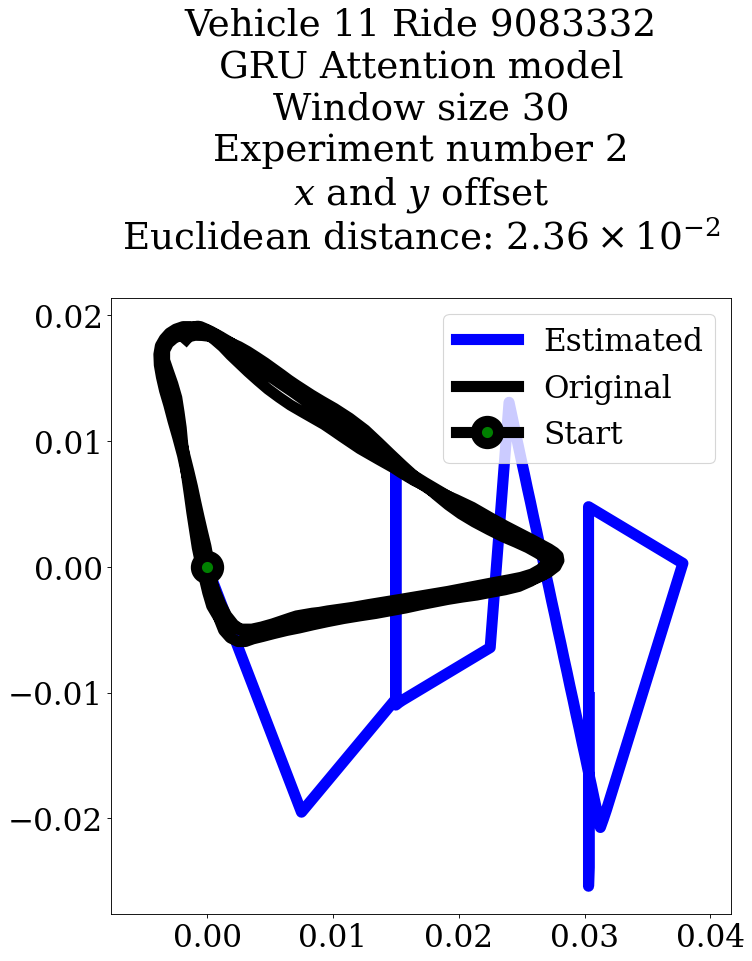 Vehicle 11 Ride 9083332
GRU Attention model
Window size 30
Experiment number 2
x and y offset
Euclidean distance: 2.36 × 10⁻²
Estimated
Original
Start
0.02
0.01
0.00
−0.01
−0.02
0.00 0.01 0.02 0.03 0.04